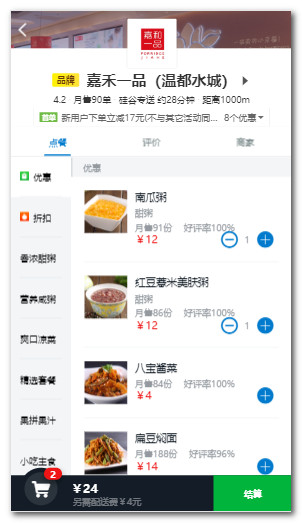 嘉和
一品
品牌 嘉禾一品（温都水城）
4.2 月售90单 硅谷专送 约28分钟 距离1000m
首单 新用户下单立减17元(不与其它活动同... 8个优惠
点餐 评价 商家
优惠
优惠
折扣
香浓甜粥
营养咸粥
爽口凉菜
精选套餐
果拼果汁
小吃主食
南瓜粥
甜粥
月售91份 好评率100%
¥12
1
红豆薏米美肤粥
甜粥
月售86份 好评率100%
¥12
1
八宝酱菜
月售84份 好评率100%
¥4
扁豆焖面
月售188份 好评率96%
¥14
2
¥24
另需配送费¥4元
结算